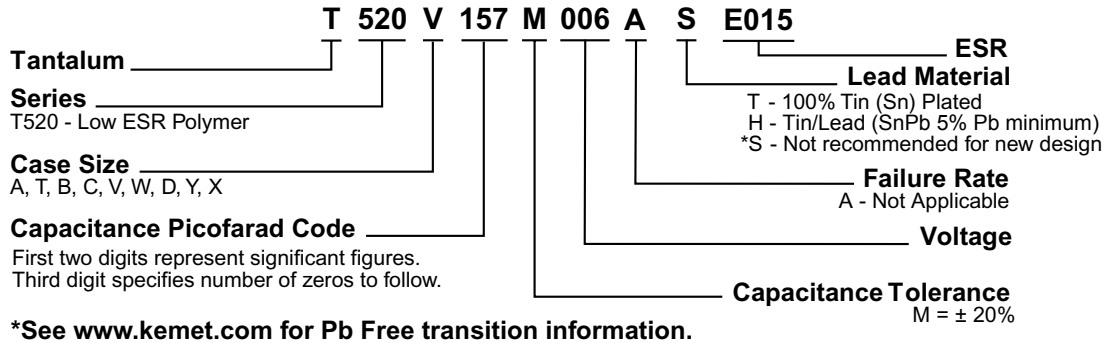 T 520 V 157 M 006 A S E015
Tantalum
Series
T520 - Low ESR Polymer
Case Size
A, T, B, C, V, W, D, Y, X
Capacitance Picofarad Code
First two digits represent significant figures.
Third digit specifies number of zeros to follow.
ESR
Lead Material
T - 100% Tin (Sn) Plated
H - Tin/Lead (SnPb 5% Pb minimum)
*S - Not recommended for new design
Failure Rate
A - Not Applicable
Voltage
Capacitance Tolerance
M = ± 20%
*See www.kemet.com for Pb Free transition information.